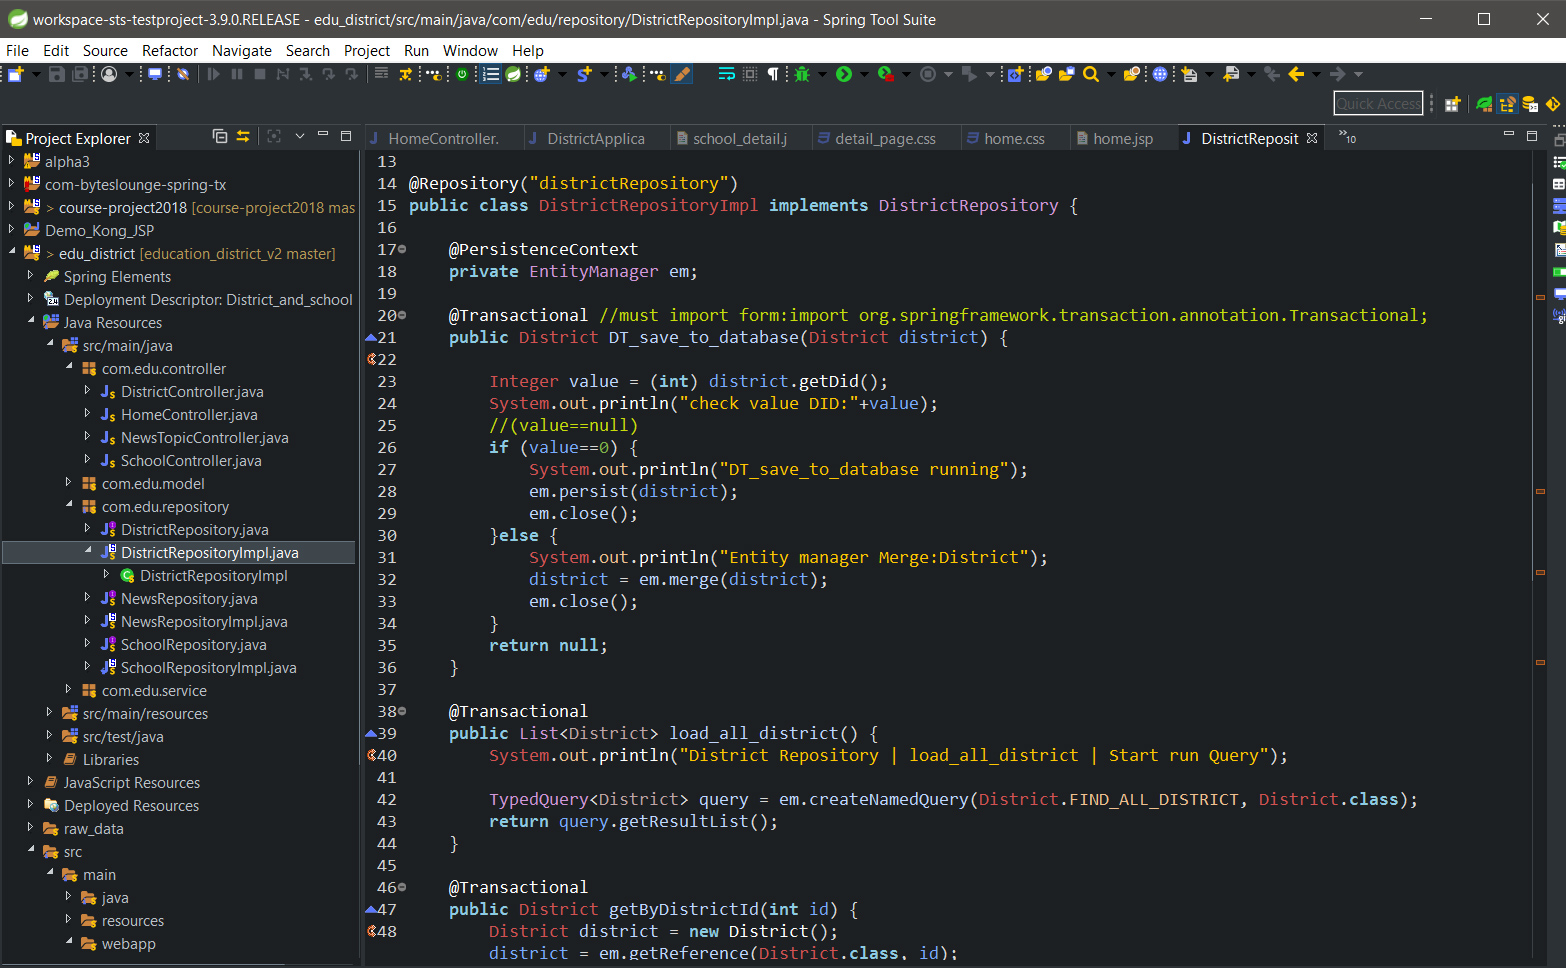 workspace-sts-testproject-3.9.0.RELEASE - edu_district/src/main/java/com/edu/repository/DistrictRepositoryImpl.java - Spring Tool Suite
File Edit Source Refactor Navigate Search Project Run Window Help
Quick Access
Project Explorer
HomeController.
DistrictApplica
school_detail.j
detail_page.css
home.css
home.jsp
DistrictReposit
»10
alpha3
com-byteslounge-spring-tx
> course-project2018 [course-project2018 mas
Demo_Kong_JSP
> edu_district [education_district_v2 master]
Spring Elements
Deployment Descriptor: District_and_school
Java Resources
src/main/java
com.edu.controller
DistrictController.java
HomeController.java
NewsTopicController.java
SchoolController.java
com.edu.model
com.edu.repository
DistrictRepository.java
DistrictRepositoryImpl.java
DistrictRepositoryImpl
NewsRepository.java
NewsRepositoryImpl.java
SchoolRepository.java
SchoolRepositoryImpl.java
com.edu.service
src/main/resources
src/test/java
Libraries
JavaScript Resources
Deployed Resources
raw_data
src
main
java
resources
webapp
13
14 @Repository("districtRepository")
15 public class DistrictRepositoryImpl implements DistrictRepository {
16
17 @PersistenceContext
18 private EntityManager em;
19
20 @Transactional //must import form:import org.springframework.transaction.annotation.Transactional;
21 public District DT_save_to_database(District district) {
22
23 Integer value = (int) district.getDid();
24 System.out.println("check value DID:"+value);
25 //(value==null)
26 if (value==0) {
27 System.out.println("DT_save_to_database running");
28 em.persist(district);
29 em.close();
30 }else {
31 System.out.println("Entity manager Merge:District");
32 district = em.merge(district);
33 em.close();
34 }
35 return null;
36 }
37
38 @Transactional
39 public List<District> load_all_district() {
40 System.out.println("District Repository | load_all_district | Start run Query");
41
42 TypedQuery<District> query = em.createNamedQuery(District.FIND_ALL_DISTRICT, District.class);
43 return query.getResultList();
44 }
45
46 @Transactional
47 public District getByDistrictId(int id) {
48 District district = new District();
district = em.getReference(District.class, id);